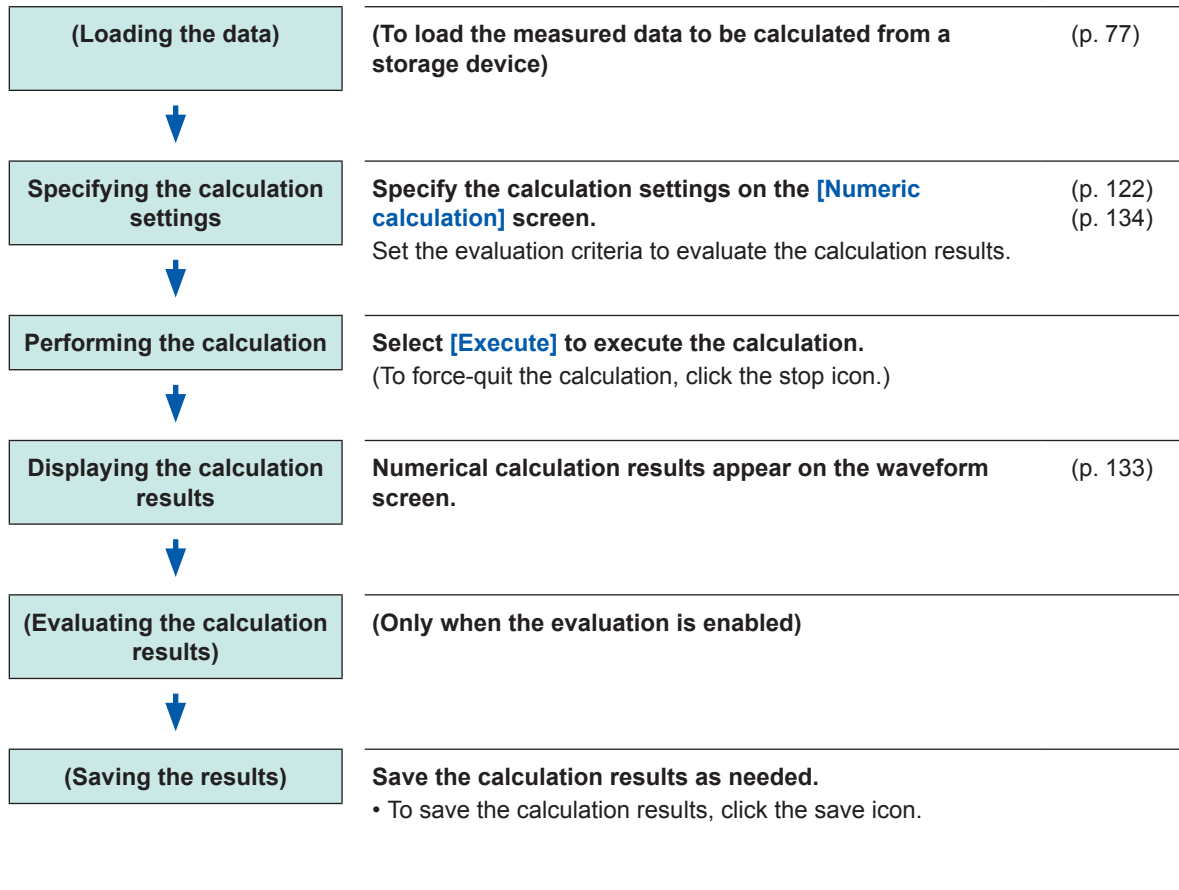 (Loading the data)
(To load the measured data to be calculated from a
storage device)
(p. 77)
Specifying the calculation
settings
Specify the calculation settings on the [Numeric
calculation] screen.
Set the evaluation criteria to evaluate the calculation results.
(p. 122)
(p. 134)
Performing the calculation
Select [Execute] to execute the calculation.
(To force-quit the calculation, click the stop icon.)
Displaying the calculation
results
Numerical calculation results appear on the waveform
screen.
(p. 133)
(Evaluating the calculation
results)
(Only when the evaluation is enabled)
(Saving the results)
Save the calculation results as needed.
• To save the calculation results, click the save icon.